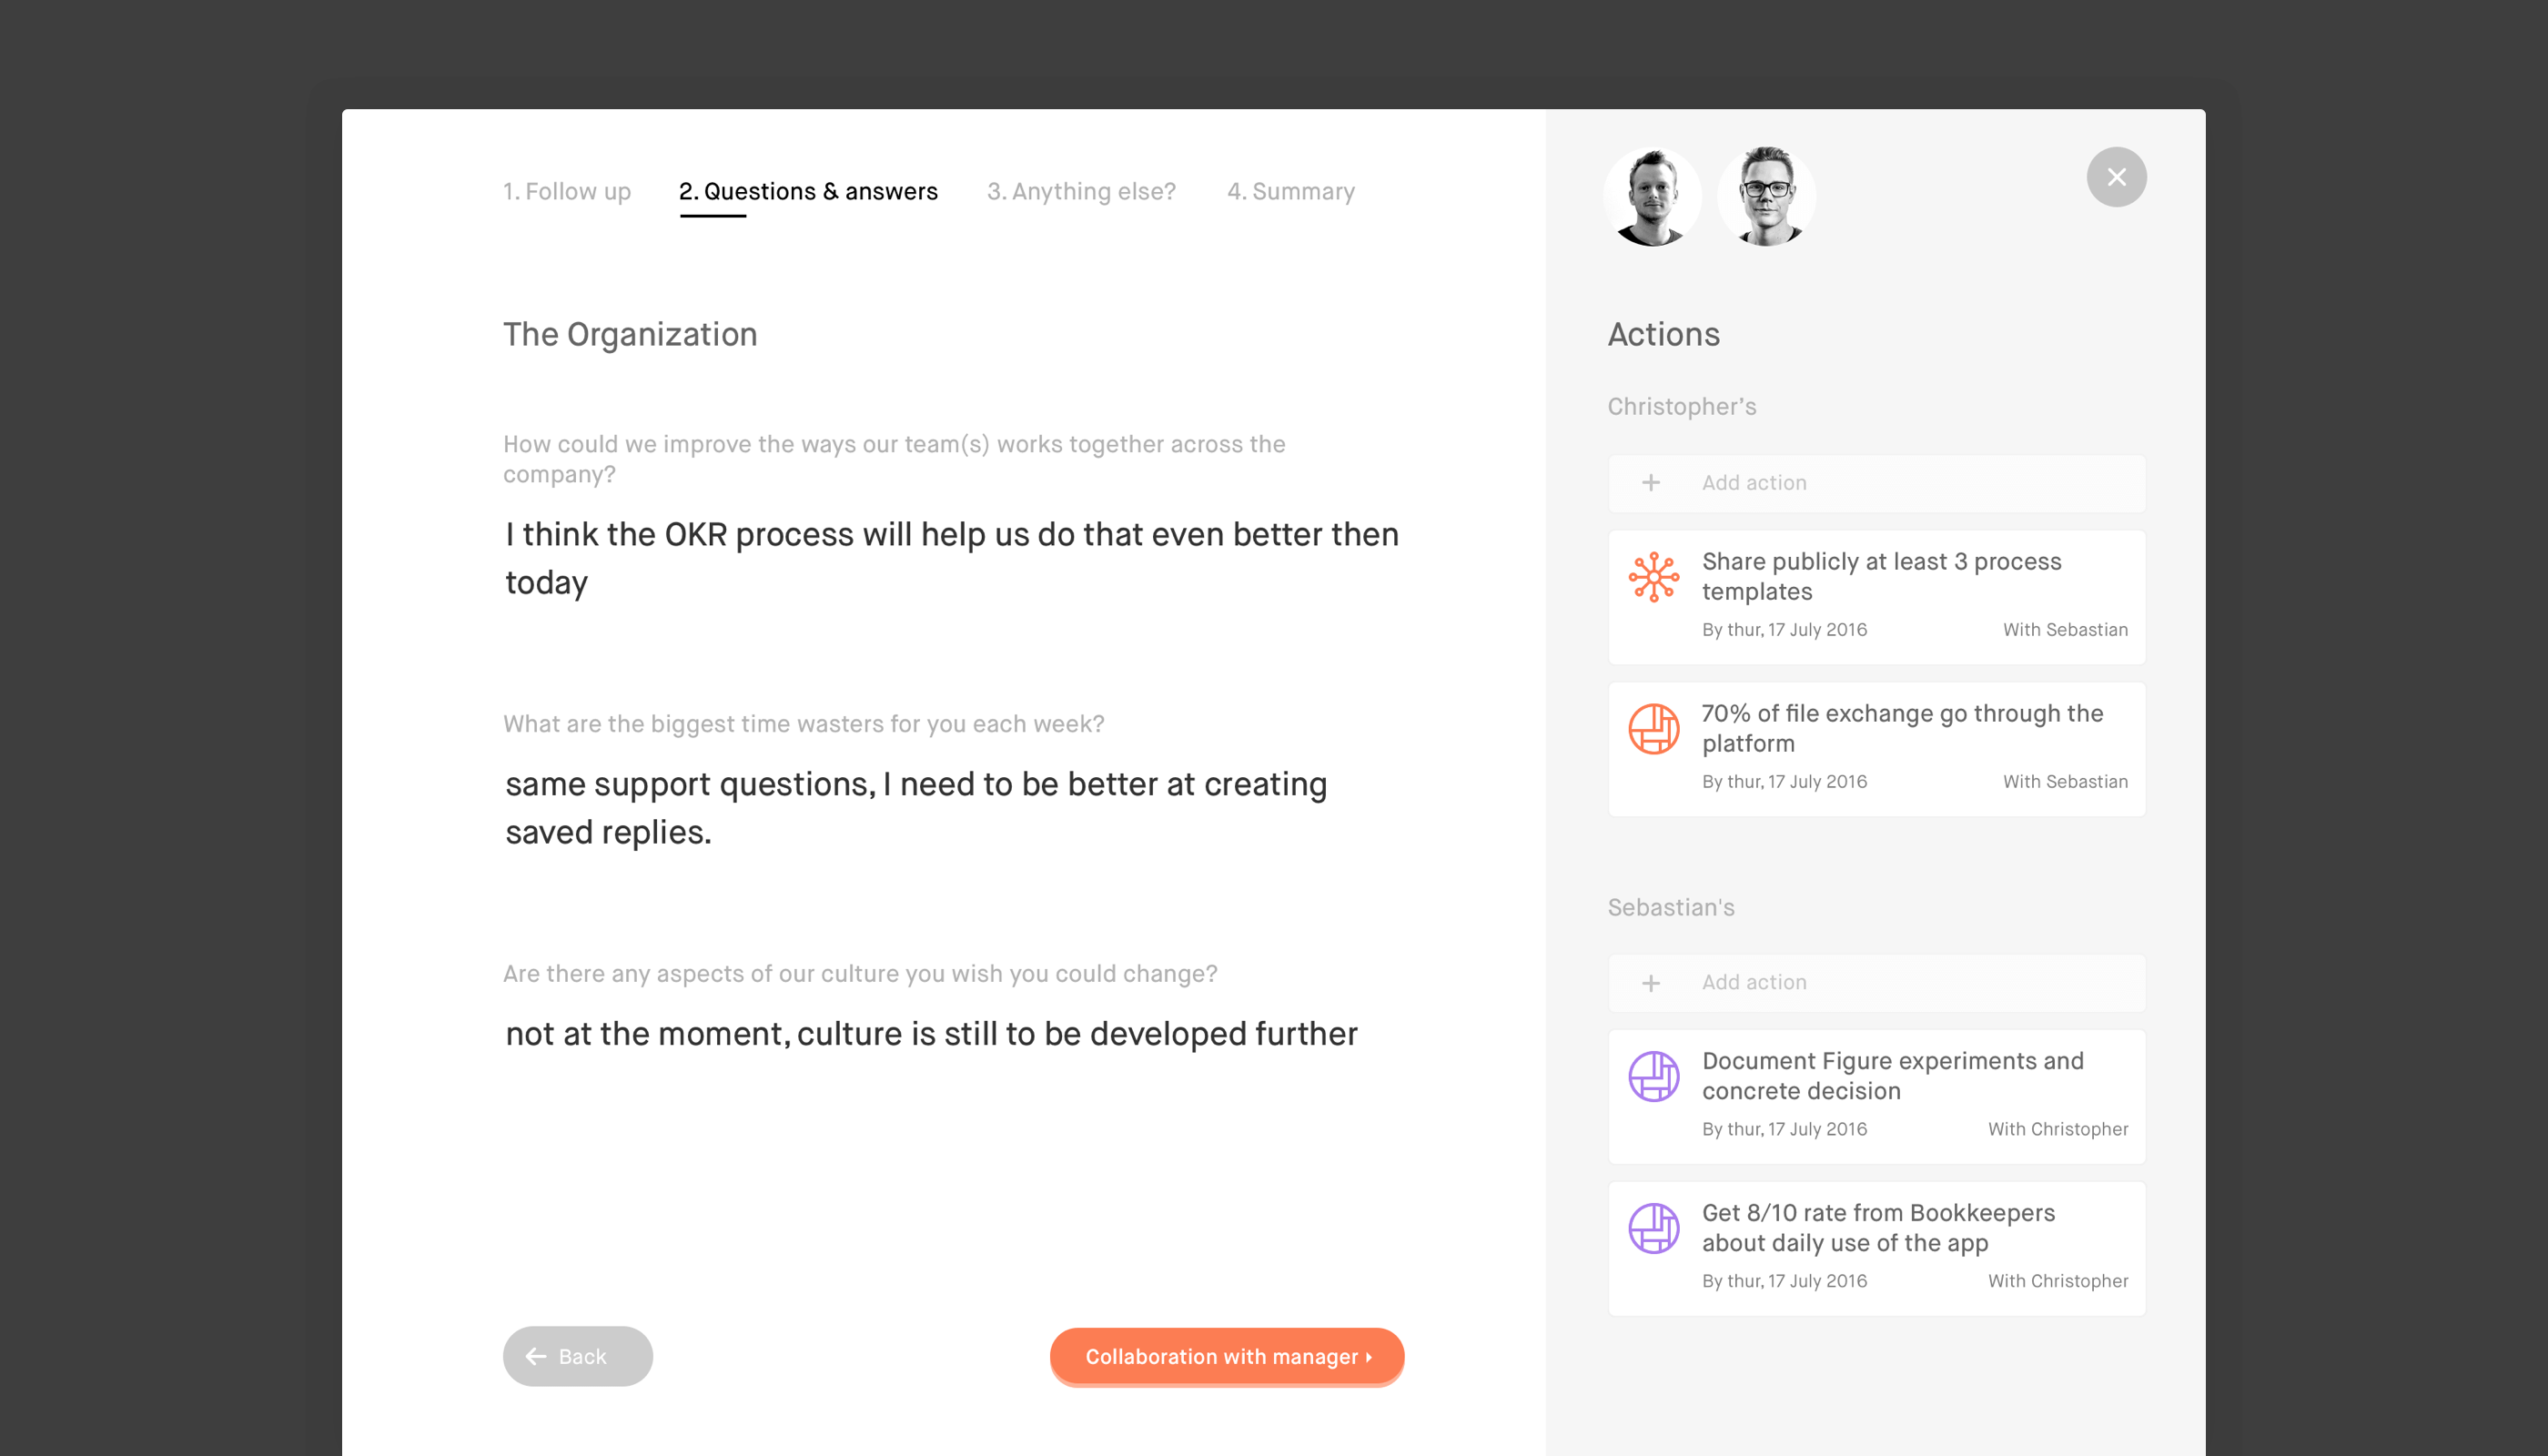 1. Follow up
2. Questions & answers
3. Anything else?
4. Summary
The Organization
How could we improve the ways our team(s) works together across the
company?
I think the OKR process will help us do that even better then
today
What are the biggest time wasters for you each week?
same support questions, I need to be better at creating
saved replies.
Are there any aspects of our culture you wish you could change?
not at the moment, culture is still to be developed further
Back
Collaboration with manager
Actions
Christopher’s
Add action
Share publicly at least 3 process
templates
By thur, 17 July 2016
With Sebastian
70% of file exchange go through the
platform
By thur, 17 July 2016
With Sebastian
Sebastian's
Add action
Document Figure experiments and
concrete decision
By thur, 17 July 2016
With Christopher
Get 8/10 rate from Bookkeepers
about daily use of the app
By thur, 17 July 2016
With Christopher